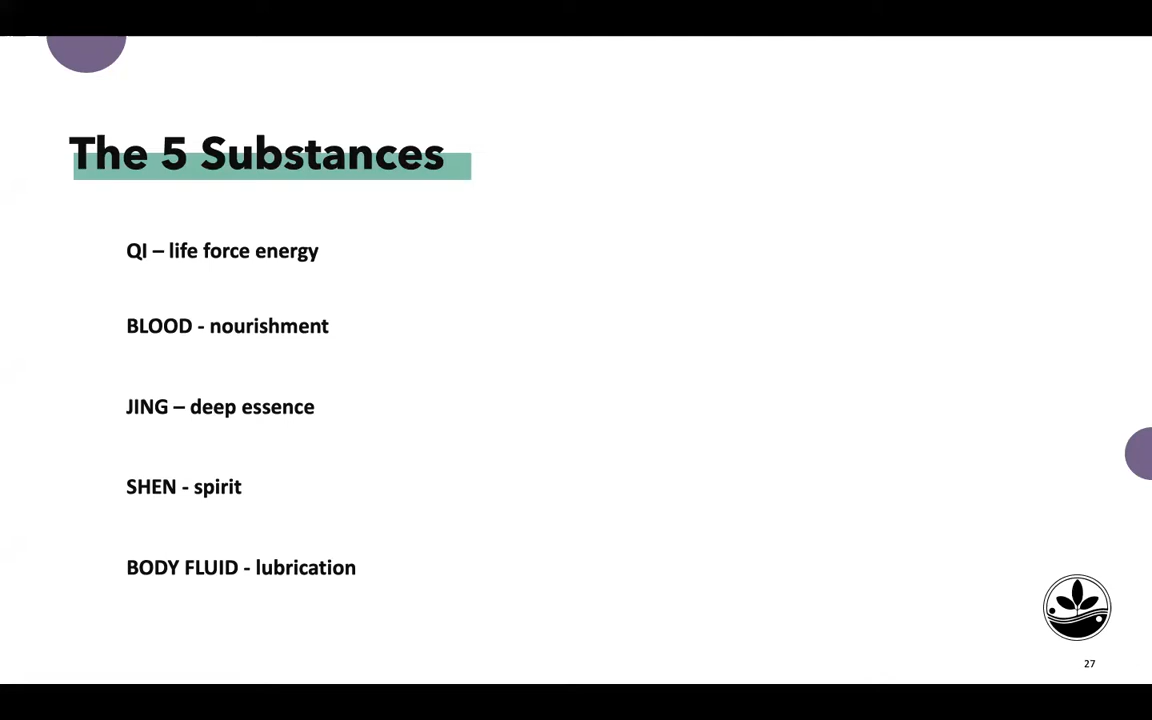 The 5 Substances
QI – life force energy
BLOOD - nourishment
JING – deep essence
SHEN - spirit
BODY FLUID - lubrication
27